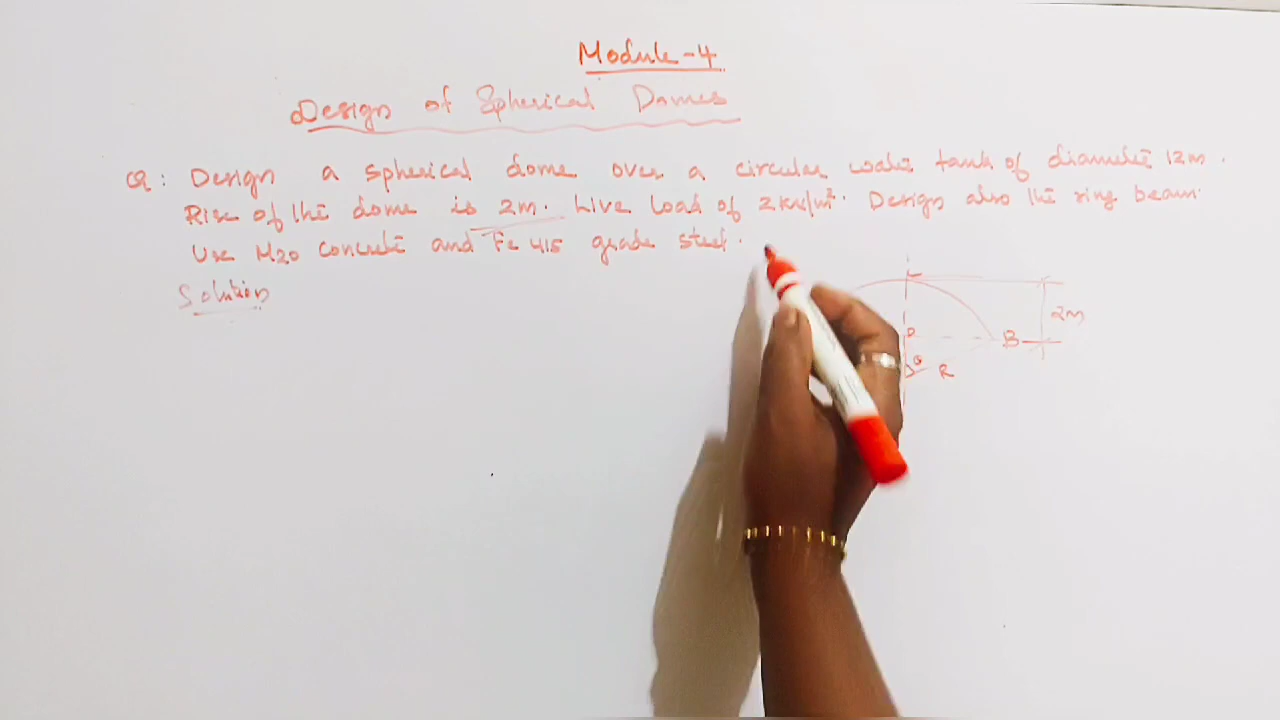 Module-4
Design of Spherical Domes
Q: Design a spherical dome over a circular water tank of diameter 12m.
Rise of the dome is 2m. Live load of 2kN/m². Design also the ring beam.
Use M20 concrete and Fe 415 grade steel.
Solution
C
2m
D
B
θ R